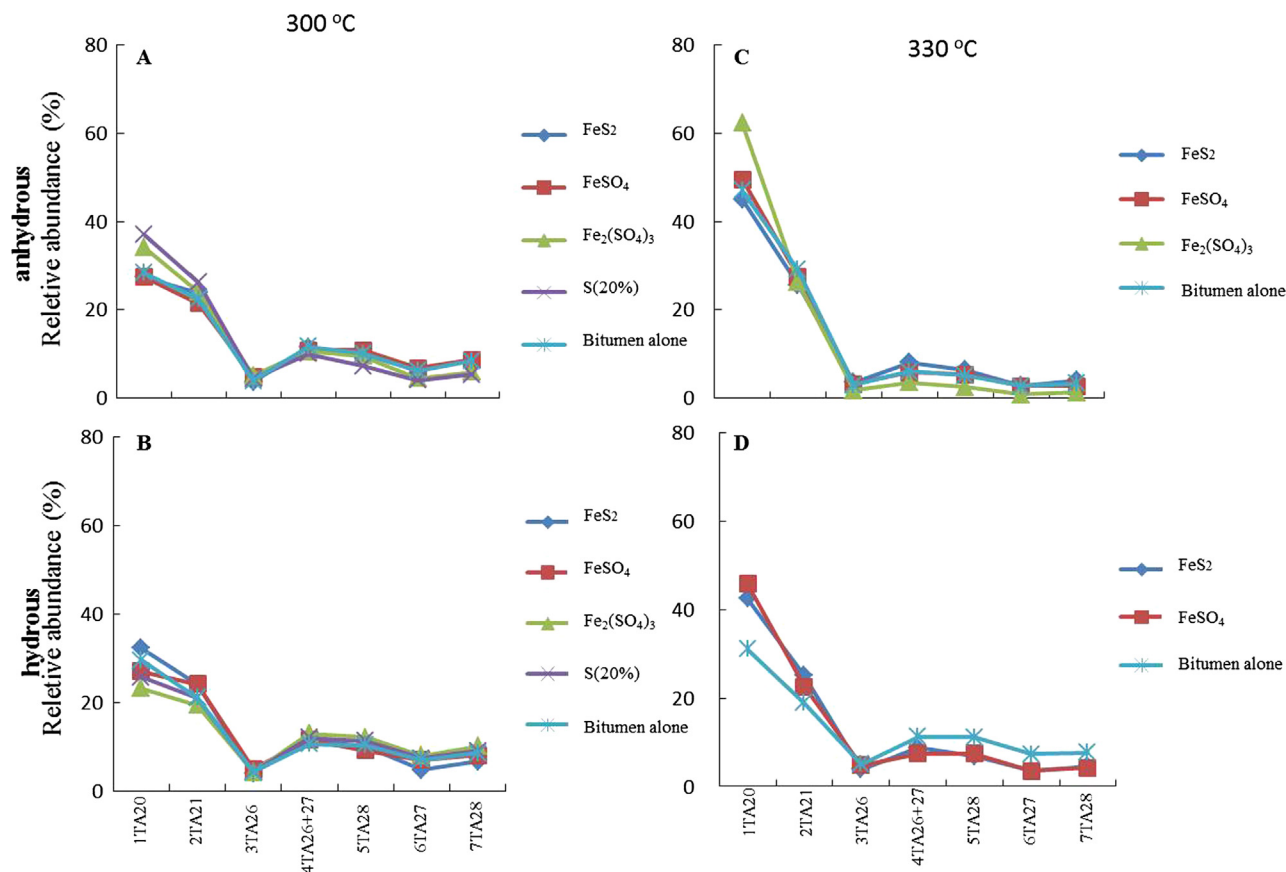 300 °C
330 °C
anhydrous
Reletive abundance (%)
A
80
60
40
20
0
FeS2
FeSO4
Fe2(SO4)3
S(20%)
Bitumen alone
C
80
60
40
20
0
FeS2
FeSO4
Fe2(SO4)3
Bitumen alone
hydrous
Reletive abundance (%)
B
80
60
40
20
0
1TA20
2TA21
3TA26
4TA26+27
5TA28
6TA27
7TA28
FeS2
FeSO4
Fe2(SO4)3
S(20%)
Bitumen alone
D
80
60
40
20
0
1TA20
2TA21
3TA26
4TA26+27
5TA28
6TA27
7TA28
FeS2
FeSO4
Bitumen alone